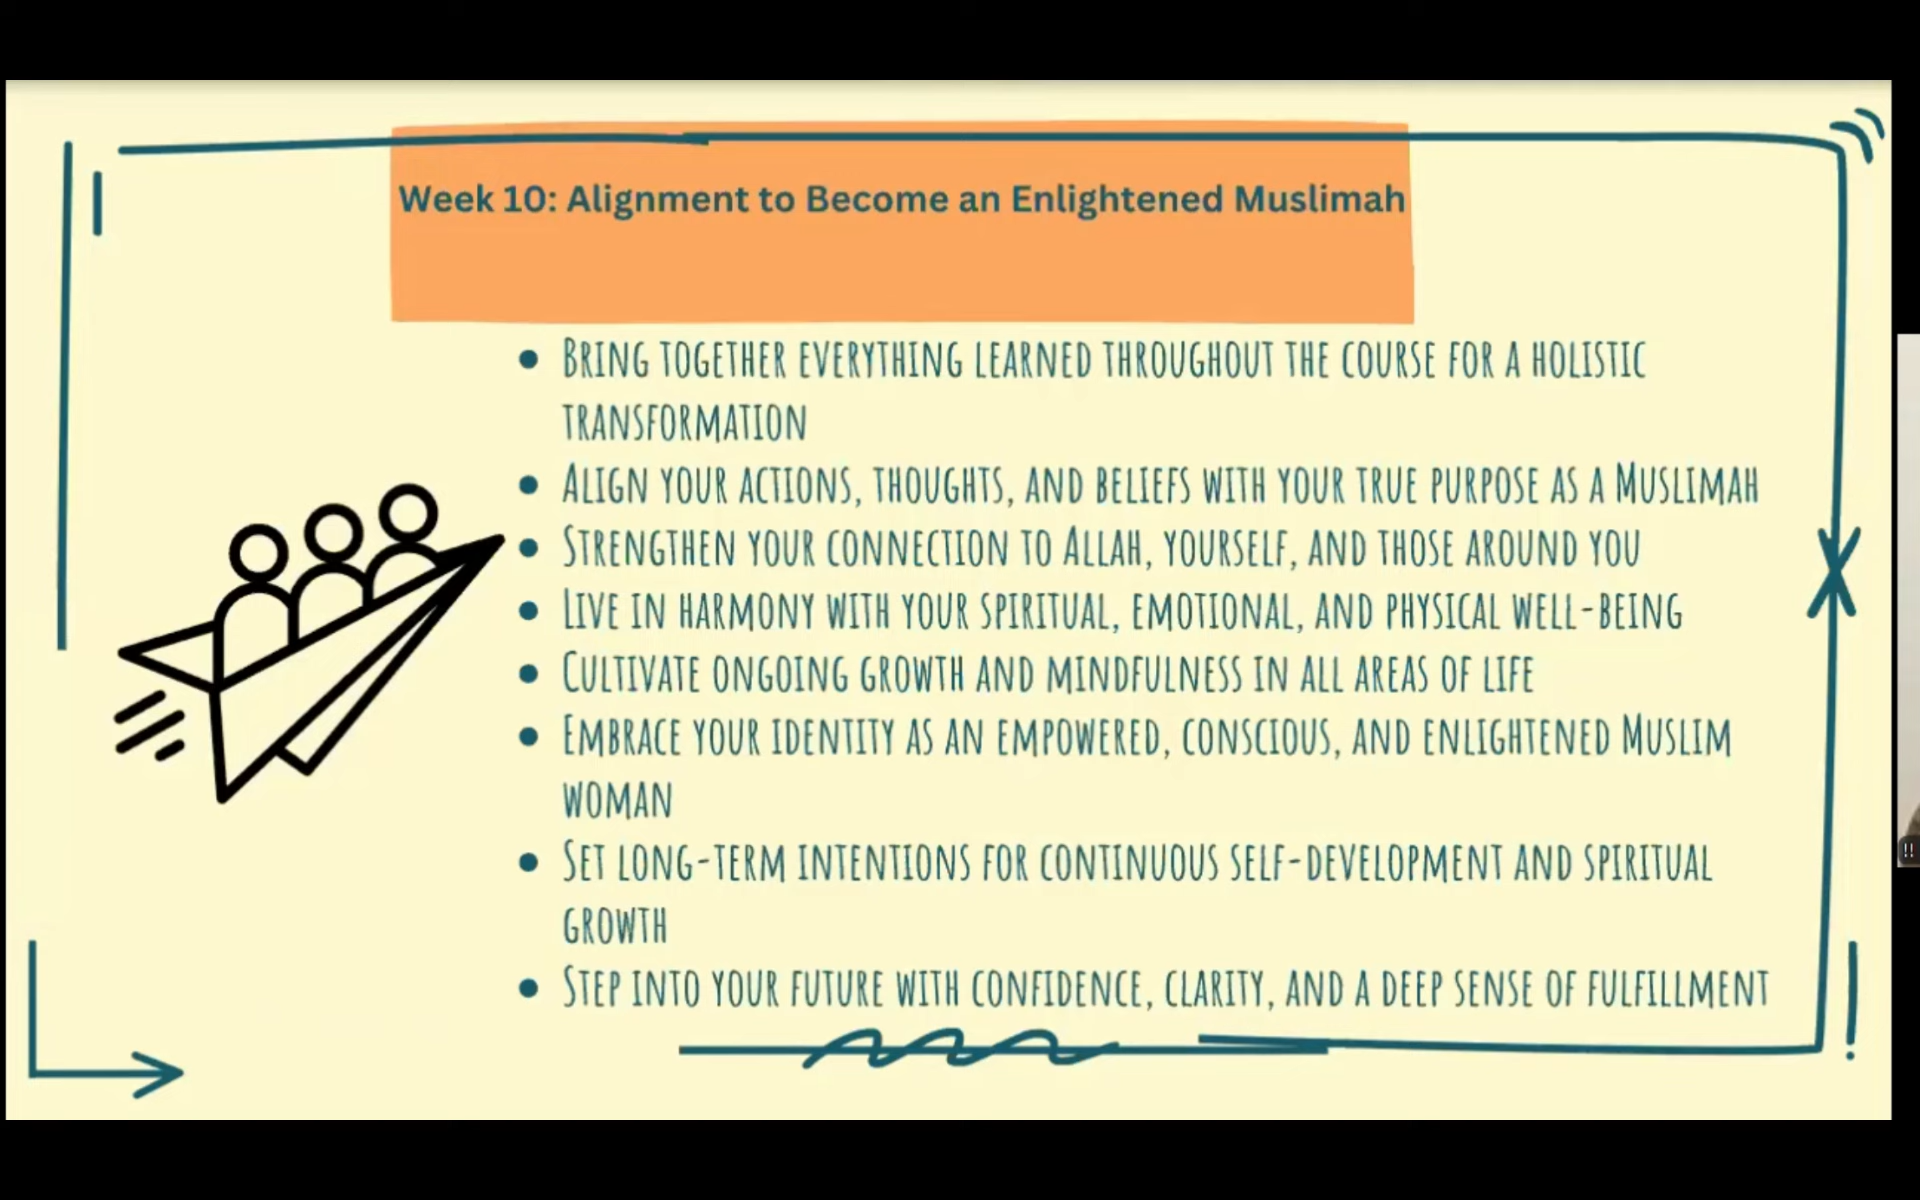 Week 10: Alignment to Become an Enlightened Muslimah
• Bring together everything learned throughout the course for a holistic
transformation
• Align your actions, thoughts, and beliefs with your true purpose as a Muslimah
• Strengthen your connection to Allah, yourself, and those around you
• Live in harmony with your spiritual, emotional, and physical well-being
• Cultivate ongoing growth and mindfulness in all areas of life
• Embrace your identity as an empowered, conscious, and enlightened Muslim
woman
• Set long-term intentions for continuous self-development and spiritual
growth
• Step into your future with confidence, clarity, and a deep sense of fulfillment
!!